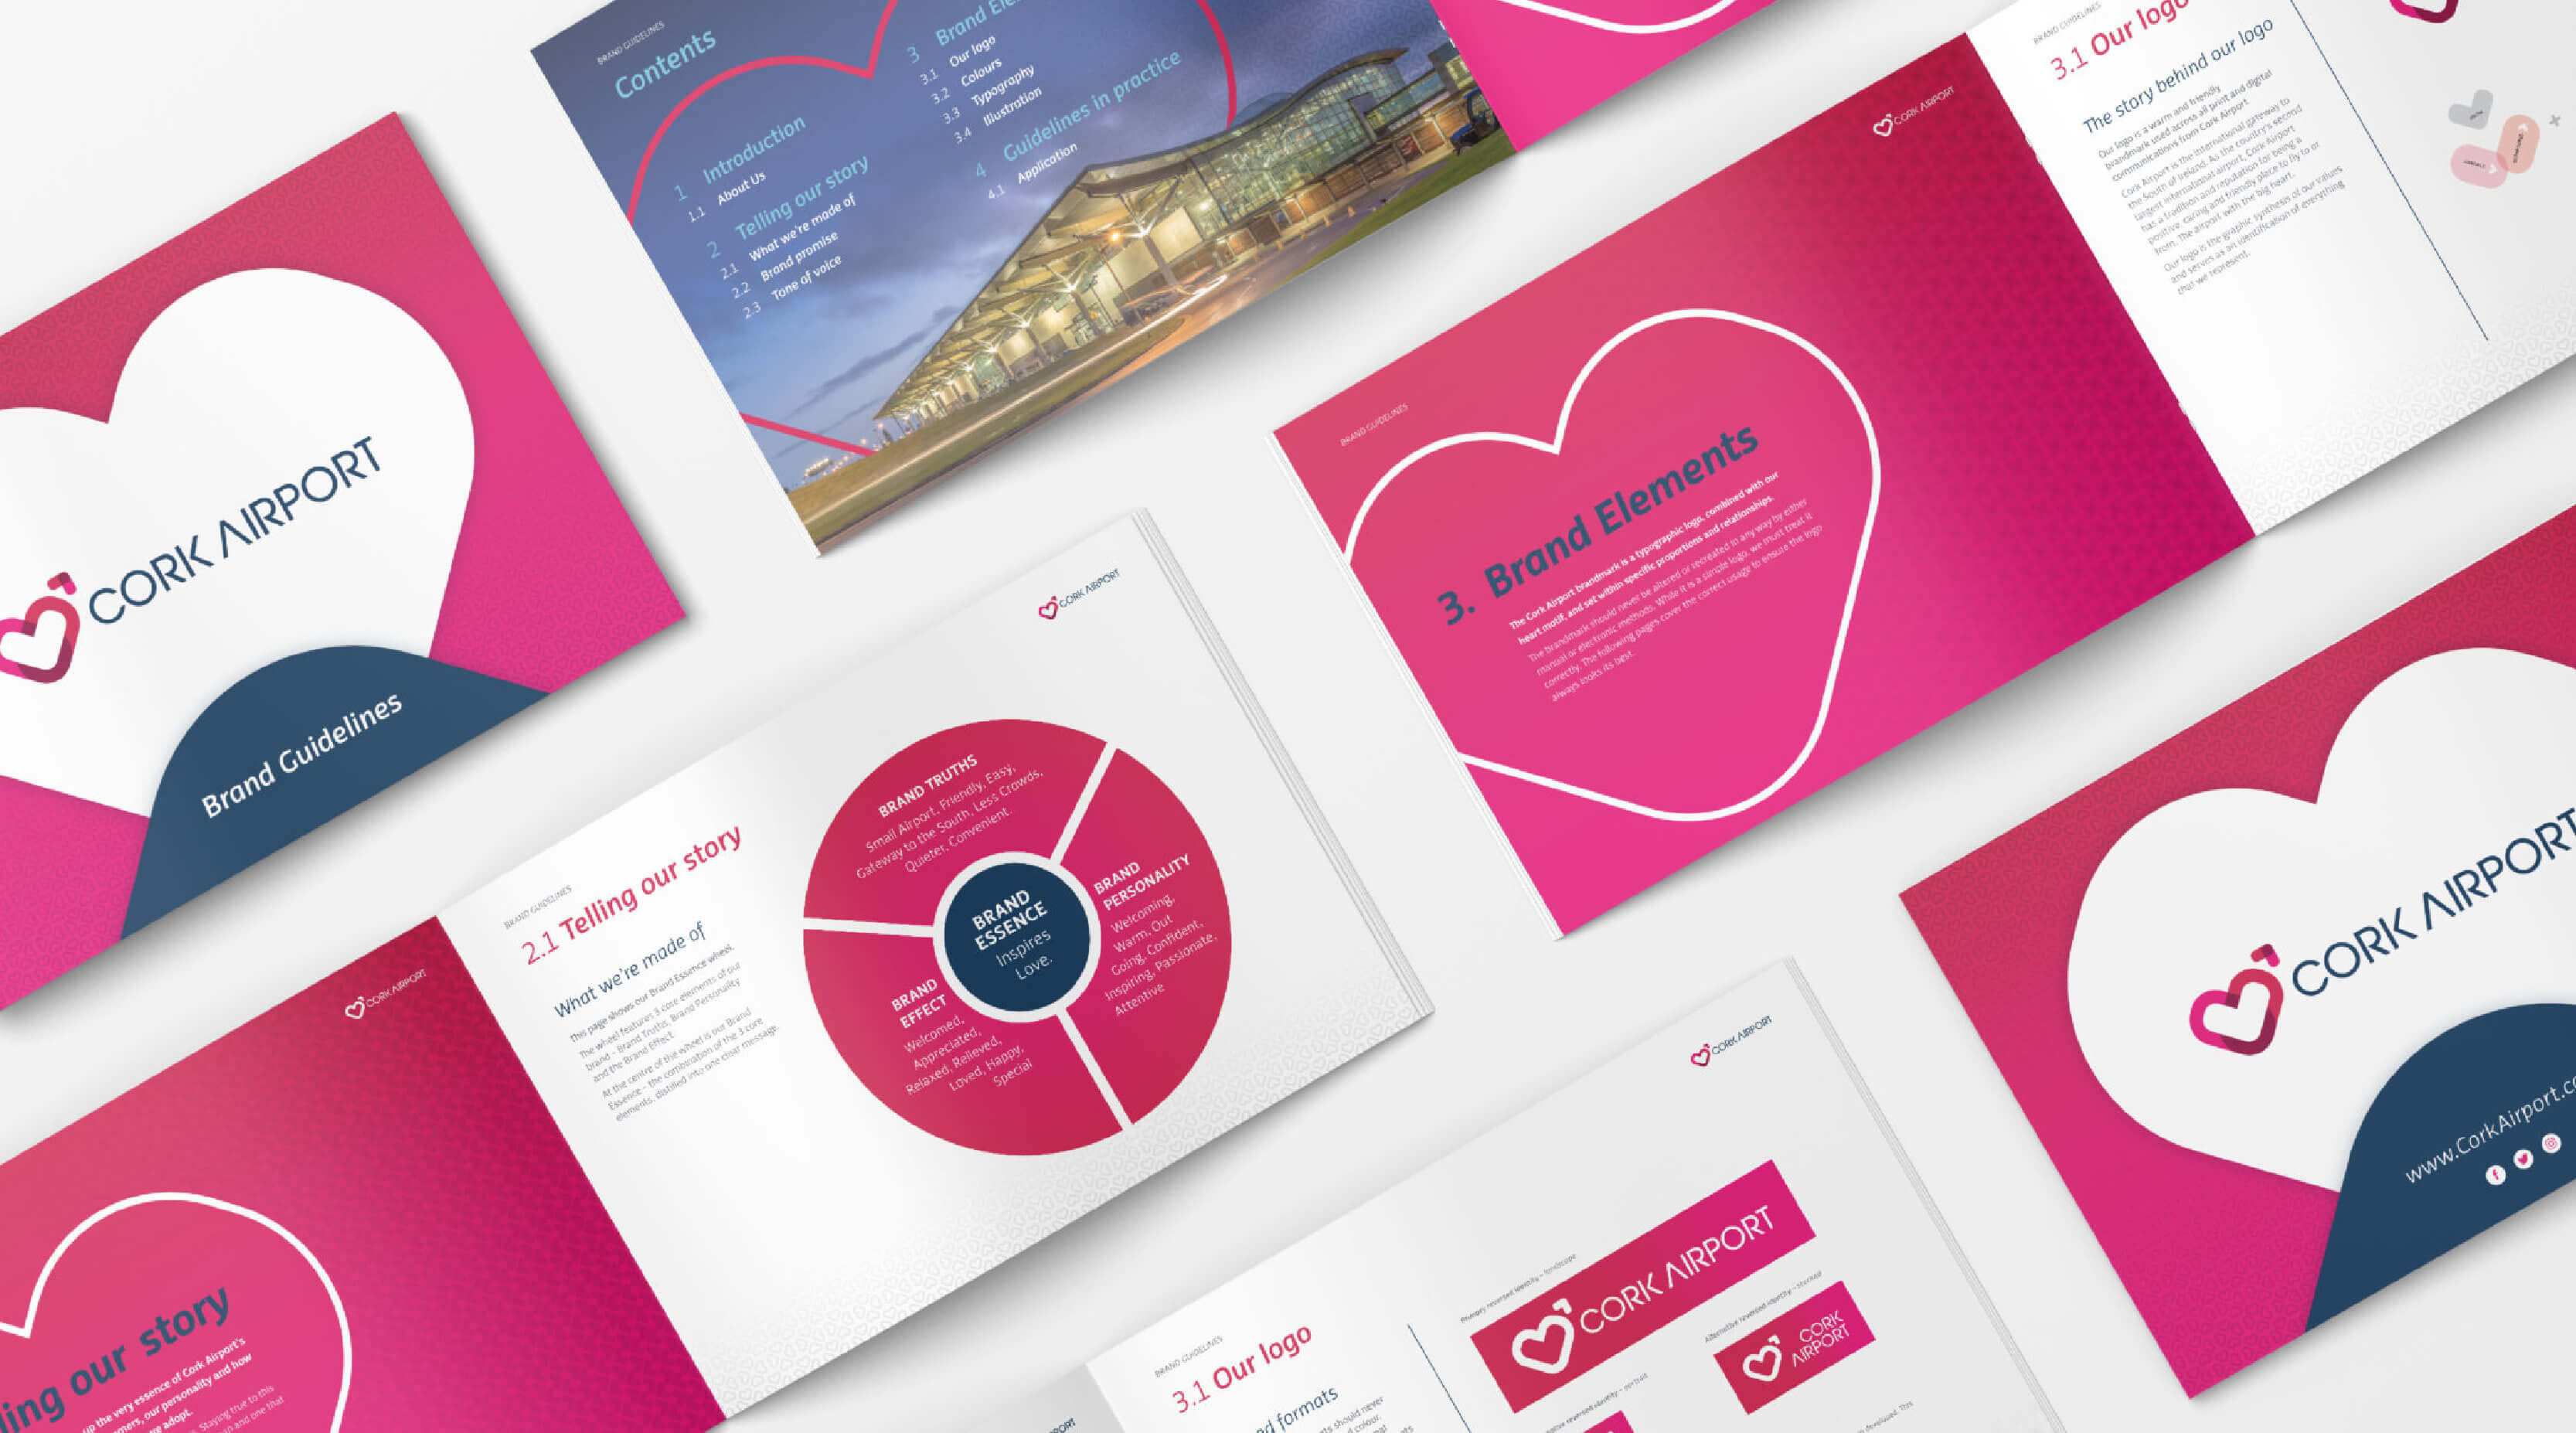 CORK AIRPORT
Brand Guidelines
BRAND GUIDELINES
Contents
1 Introduction
1.1 About Us
2 Telling our story
2.1 What we're made of
2.2 Brand promise
2.3 Tone of voice
3 Brand
3.1 Our logo
3.2 Colours
3.3 Typography
3.4 Illustration
4 Guidelines in practice
4.1 Application
BRAND GUIDELINES
CORK AIRPORT
3. Brand Elements
The Cork Airport brandmark is a typographic logo, combined with our
heart motif, and set within specific proportions and relationships.
The brandmark should never be altered or recreated in any way by either
manual or electronic methods. While it is a simple logo, we must treat it
correctly. The following pages cover the correct usage to ensure the logo
always looks its best.
BRAND GUIDELINES
3.1 Our logo
The story behind our logo
Our logo is a warm and friendly
brandmark used across all print and digital
communications from Cork Airport.
Cork Airport is the international gateway to
the South of Ireland. As the country's second
largest international airport, Cork Airport
has a tradition and reputation for being a
positive, caring and friendly place to fly to or
from. The airport with the big heart.
Our logo is the graphic synthesis of our values
and serves as an identification of everything
that we represent.
CORK AIRPORT
ing our story
up the very essence of Cork Airport's
our personality and how
adopt.
Staying true to this
in and one that
BRAND GUIDELINES
CORK AIRPORT
2.1 Telling our story
What we're made of
This page shows our Brand Essence wheel.
The wheel features 3 core elements of our
brand – Brand Truths, Brand Personality
and the Brand Effect.
At the centre of the wheel is our Brand
Essence – the combination of the 3 core
elements, distilled into one clear message.
BRAND TRUTHS
Small Airport, Friendly, Easy,
Gateway to the South, Less Crowds,
Quieter, Convenient.
BRAND
PERSONALITY
Welcoming,
Warm, Out
Going, Confident,
Inspiring, Passionate,
Attentive
BRAND
EFFECT
Welcomed,
Appreciated,
Relaxed, Relieved,
Loved, Happy,
Special
BRAND
ESSENCE
Inspires
Love.
CORK AIRPORT
www.CorkAirport.c
BRAND GUIDELINES
CORK AIRPORT
3.1 Our logo
formats
should never
colour.
Primary reversed identity – landscape
CORK AIRPORT
Alternative reversed identity – stacked
CORK
AIRPORT
reversed identity – portrait
developed. This